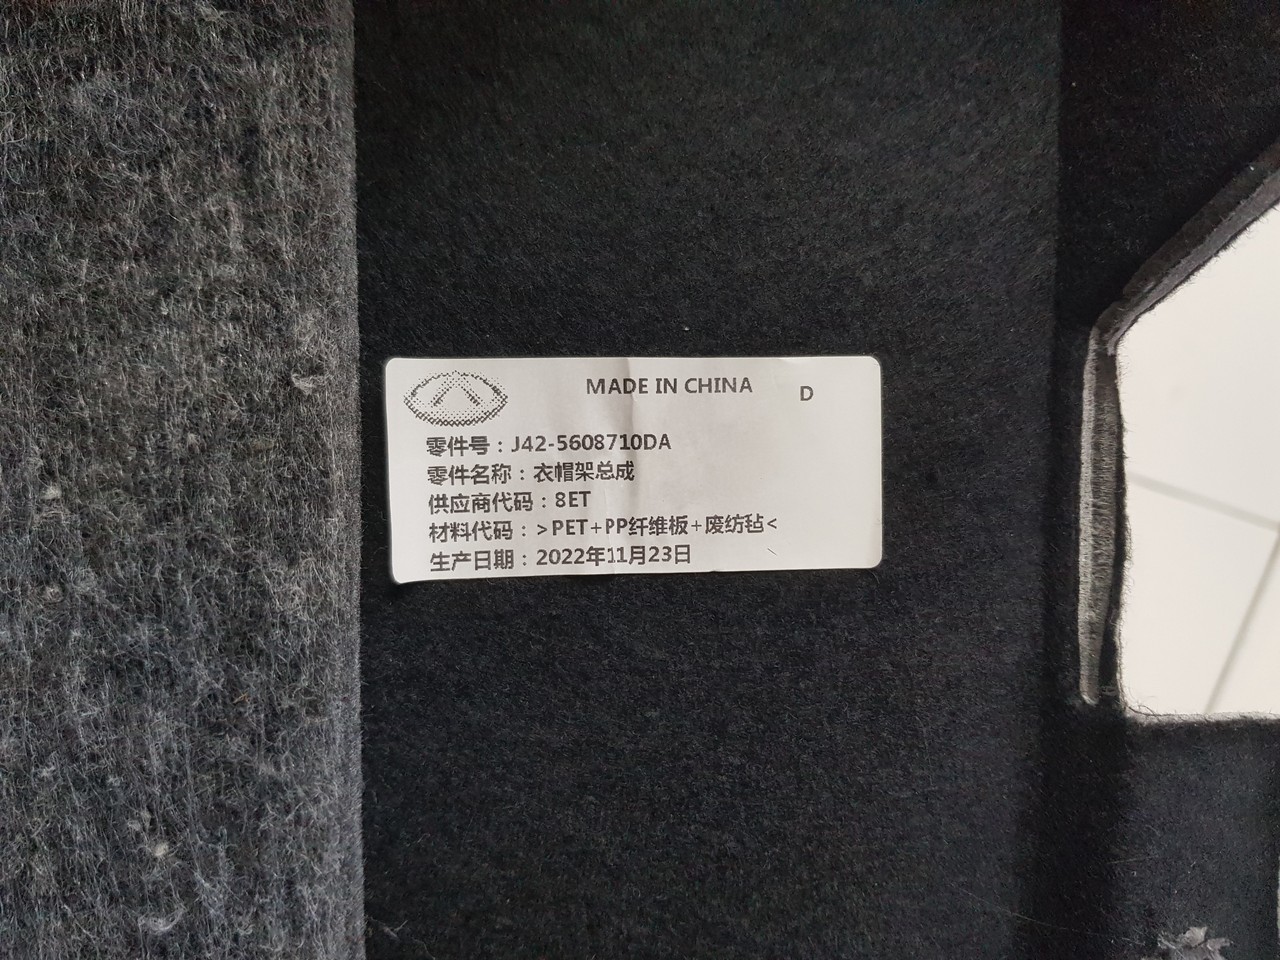 MADE IN CHINA D
零件号：J42-5608710DA
零件名称：衣帽架总成
供应商代码：8ET
材料代码：>PET+PP纤维板+废纺毡<
生产日期：2022年11月23日